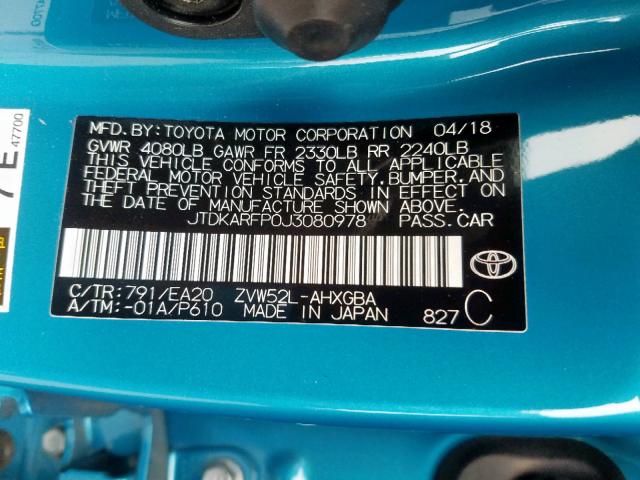 MFD. BY: TOYOTA MOTOR CORPORATION 04/18
GVWR 4080LB GAWR FR 2330LB RR 2240LB
THIS VEHICLE CONFORMS TO ALL APPLICABLE
FEDERAL MOTOR VEHICLE SAFETY, BUMPER, AND
THEFT PREVENTION STANDARDS IN EFFECT ON
THE DATE OF MANUFACTURE SHOWN ABOVE.
JTDKARFP0J3080978 PASS. CAR
C/TR: 791/EA20 ZVW52L-AHXGBA
A/TM: -01A/P610 MADE IN JAPAN 827 C
7E 47700